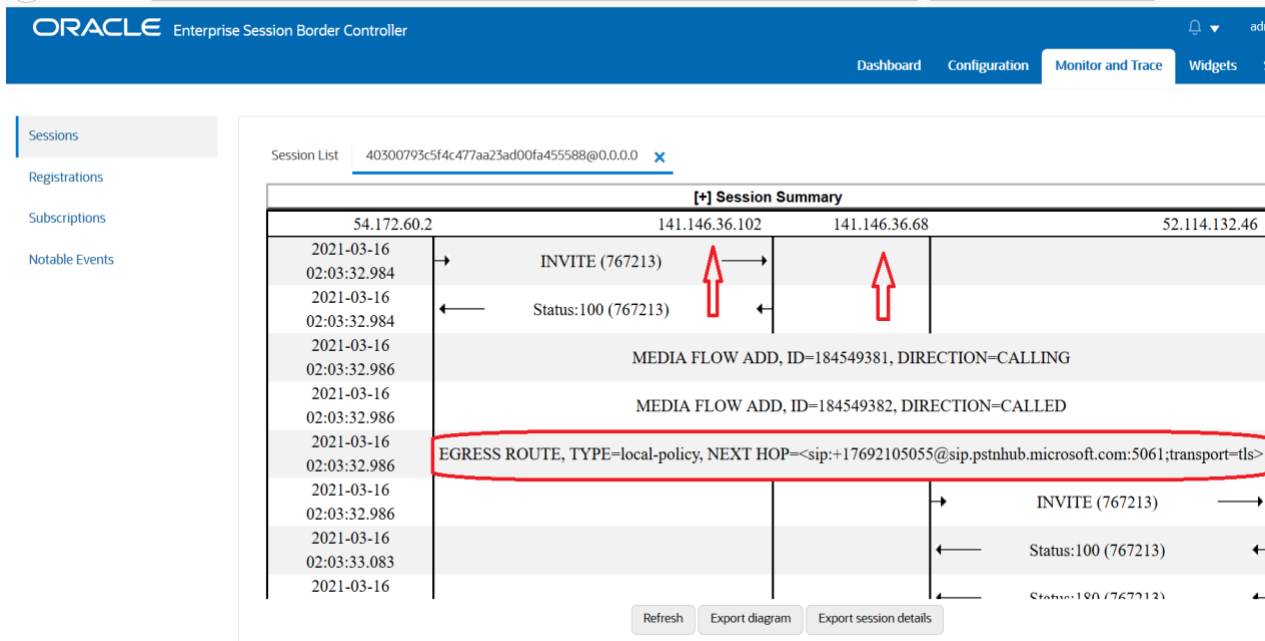 ORACLE Enterprise Session Border Controller
Dashboard Configuration Monitor and Trace Widgets
Sessions
Registrations
Subscriptions
Notable Events
Session List 40300793c5f4c477aa23ad00fa455588@0.0.0.0 x
[+] Session Summary
54.172.60.2 141.146.36.102 141.146.36.68 52.114.132.46
2021-03-16
02:03:32.984
INVITE (767213)
2021-03-16
02:03:32.984
Status:100 (767213)
2021-03-16
02:03:32.986
MEDIA FLOW ADD, ID=184549381, DIRECTION=CALLING
2021-03-16
02:03:32.986
MEDIA FLOW ADD, ID=184549382, DIRECTION=CALLED
2021-03-16
02:03:32.986
EGRESS ROUTE, TYPE=local-policy, NEXT HOP=<sip:+17692105055@sip.pstnhub.microsoft.com:5061;transport=tls>
2021-03-16
02:03:32.986
INVITE (767213)
2021-03-16
02:03:33.083
Status:100 (767213)
2021-03-16
Status:180 (767213)
Refresh Export diagram Export session details